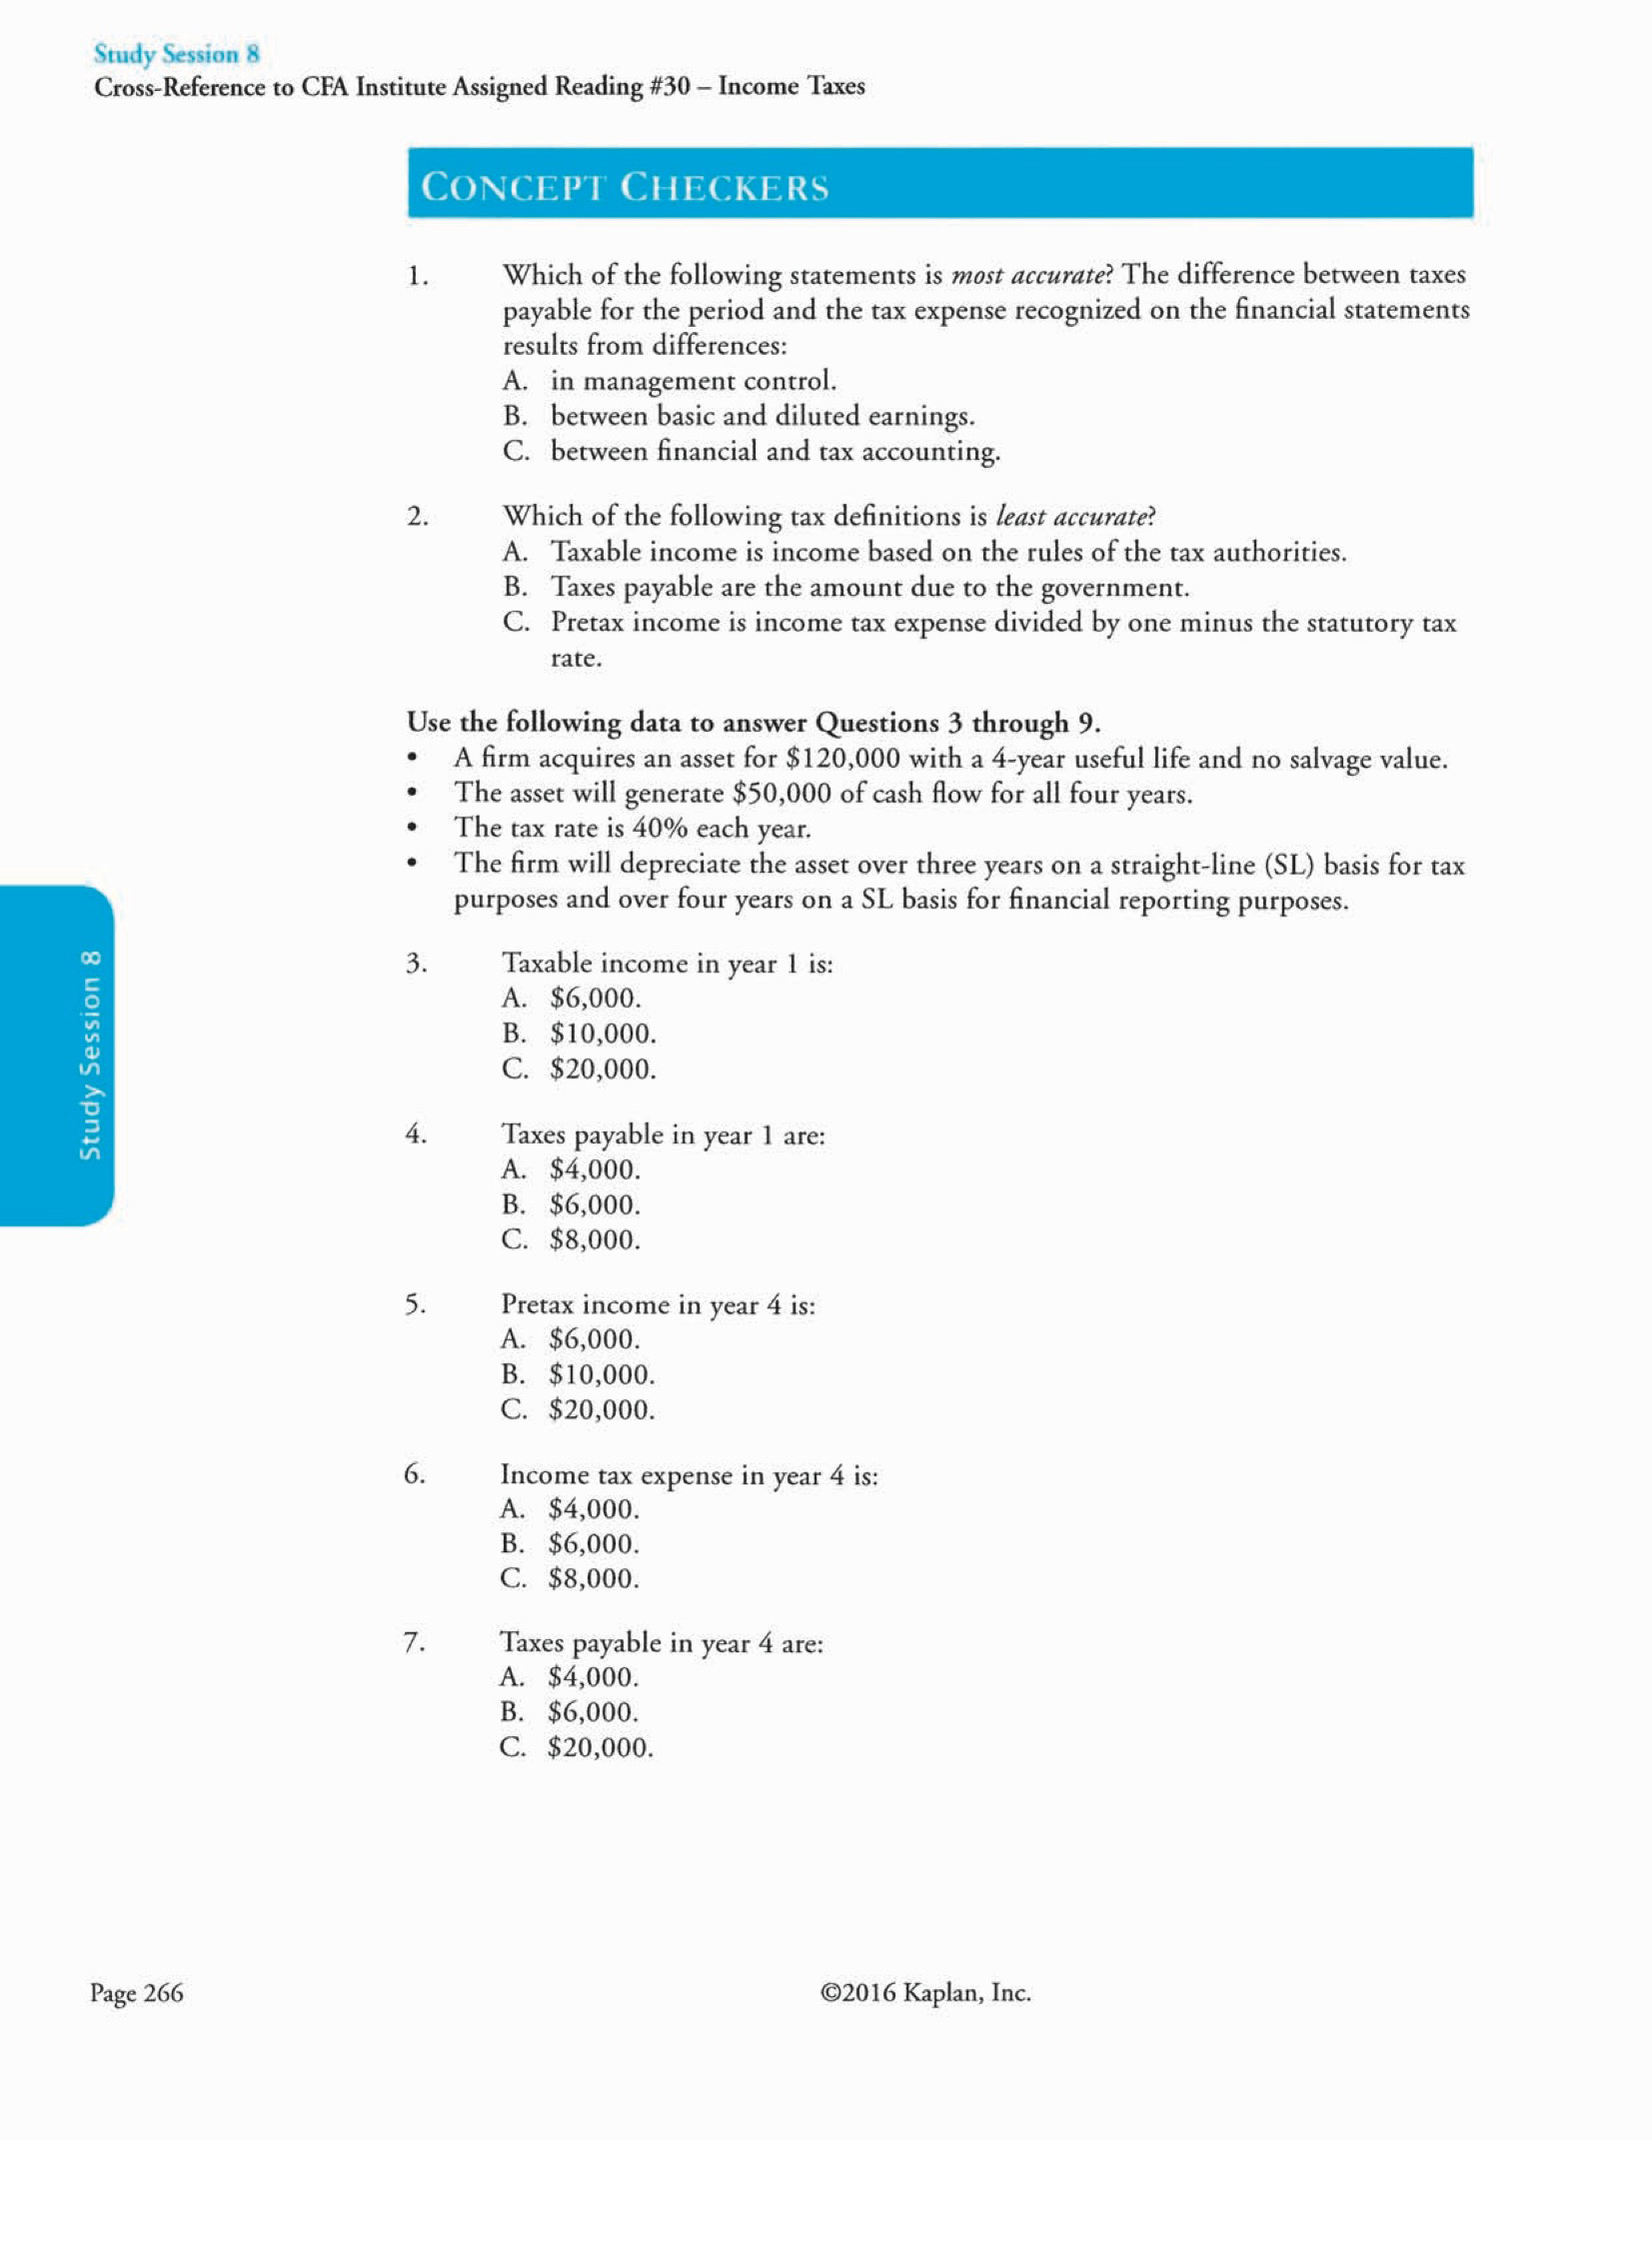 Study Session 8
Cross-Reference to CFA Institute Assigned Reading #30 – Income Taxes
CONCEPT CHECKERS
1. Which of the following statements is most accurate? The difference between taxes
payable for the period and the tax expense recognized on the financial statements
results from differences:
A. in management control.
B. between basic and diluted earnings.
C. between financial and tax accounting.
2. Which of the following tax definitions is least accurate?
A. Taxable income is income based on the rules of the tax authorities.
B. Taxes payable are the amount due to the government.
C. Pretax income is income tax expense divided by one minus the statutory tax
rate.
Use the following data to answer Questions 3 through 9.
• A firm acquires an asset for $120,000 with a 4-year useful life and no salvage value.
• The asset will generate $50,000 of cash flow for all four years.
• The tax rate is 40% each year.
• The firm will depreciate the asset over three years on a straight-line (SL) basis for tax
purposes and over four years on a SL basis for financial reporting purposes.
3. Taxable income in year 1 is:
A. $6,000.
B. $10,000.
C. $20,000.
4. Taxes payable in year 1 are:
A. $4,000.
B. $6,000.
C. $8,000.
5. Pretax income in year 4 is:
A. $6,000.
B. $10,000.
C. $20,000.
6. Income tax expense in year 4 is:
A. $4,000.
B. $6,000.
C. $8,000.
7. Taxes payable in year 4 are:
A. $4,000.
B. $6,000.
C. $20,000.
Study Session 8
Page 266 ©2016 Kaplan, Inc.